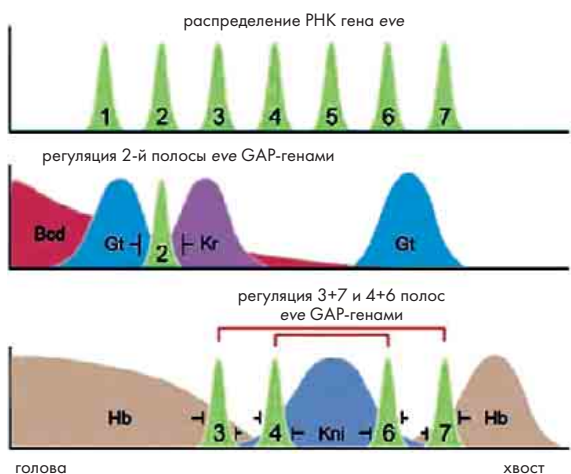 распределение РНК гена eve
1 2 3 4 5 6 7
регуляция 2-й полосы eve GAP-генами
Bcd Gt 2 Kr Gt
регуляция 3+7 и 4+6 полос
eve GAP-генами
Hb 3 4 Kni 6 7 Hb
голова хвост